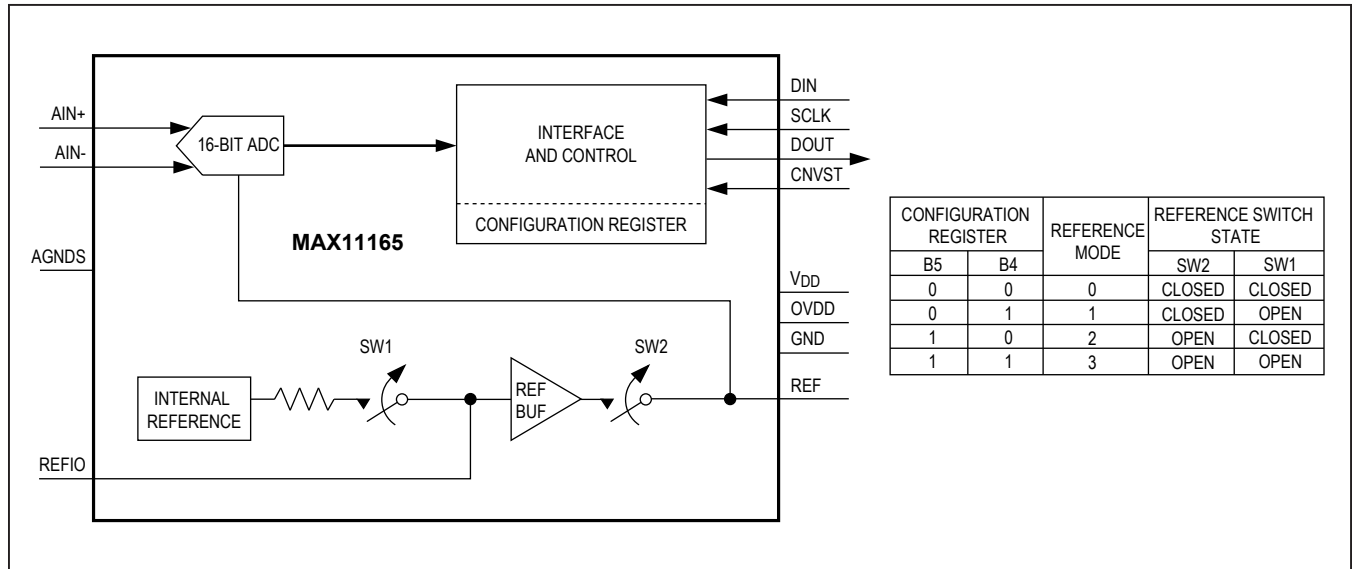 AIN+
AIN-
16-BIT ADC
INTERFACE
AND CONTROL
CONFIGURATION REGISTER
MAX11165
AGNDS
DIN
SCLK
DOUT
CNVST
VDD
OVDD
GND
REF
SW1
SW2
INTERNAL
REFERENCE
REF
BUF
REFIO
CONFIGURATION
REGISTER
REFERENCE
MODE
REFERENCE SWITCH
STATE
B5 B4 SW2 SW1
0 0 0 CLOSED CLOSED
0 1 1 CLOSED OPEN
1 0 2 OPEN CLOSED
1 1 3 OPEN OPEN